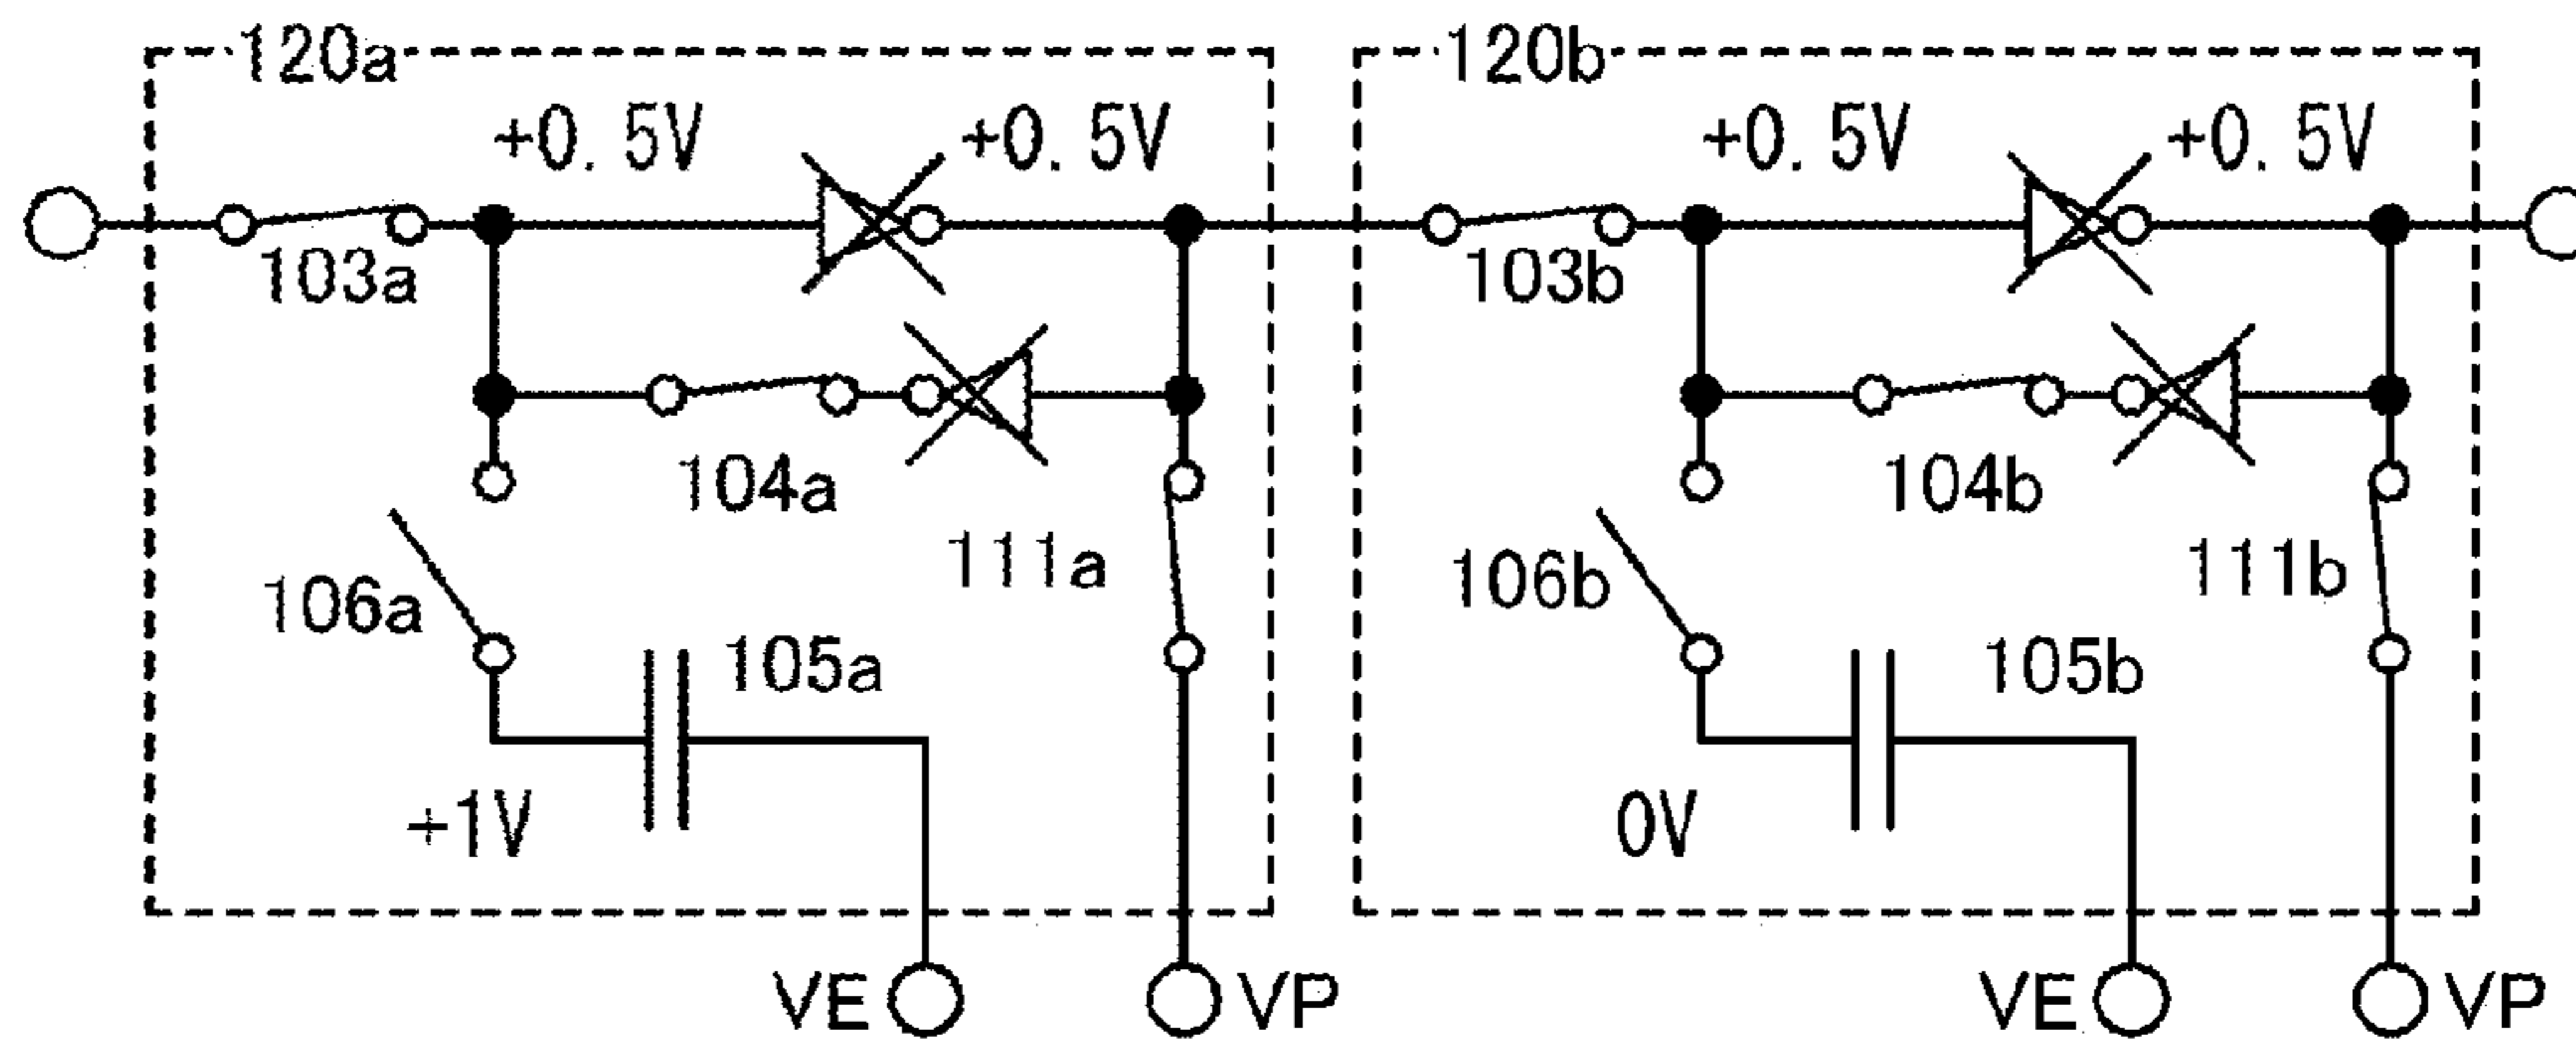 120a 120b
+0.5V +0.5V +0.5V +0.5V
103a 103b
104a 104b
111a 111b
106a 106b
105a 105b
+1V 0V
VE VP VE VP